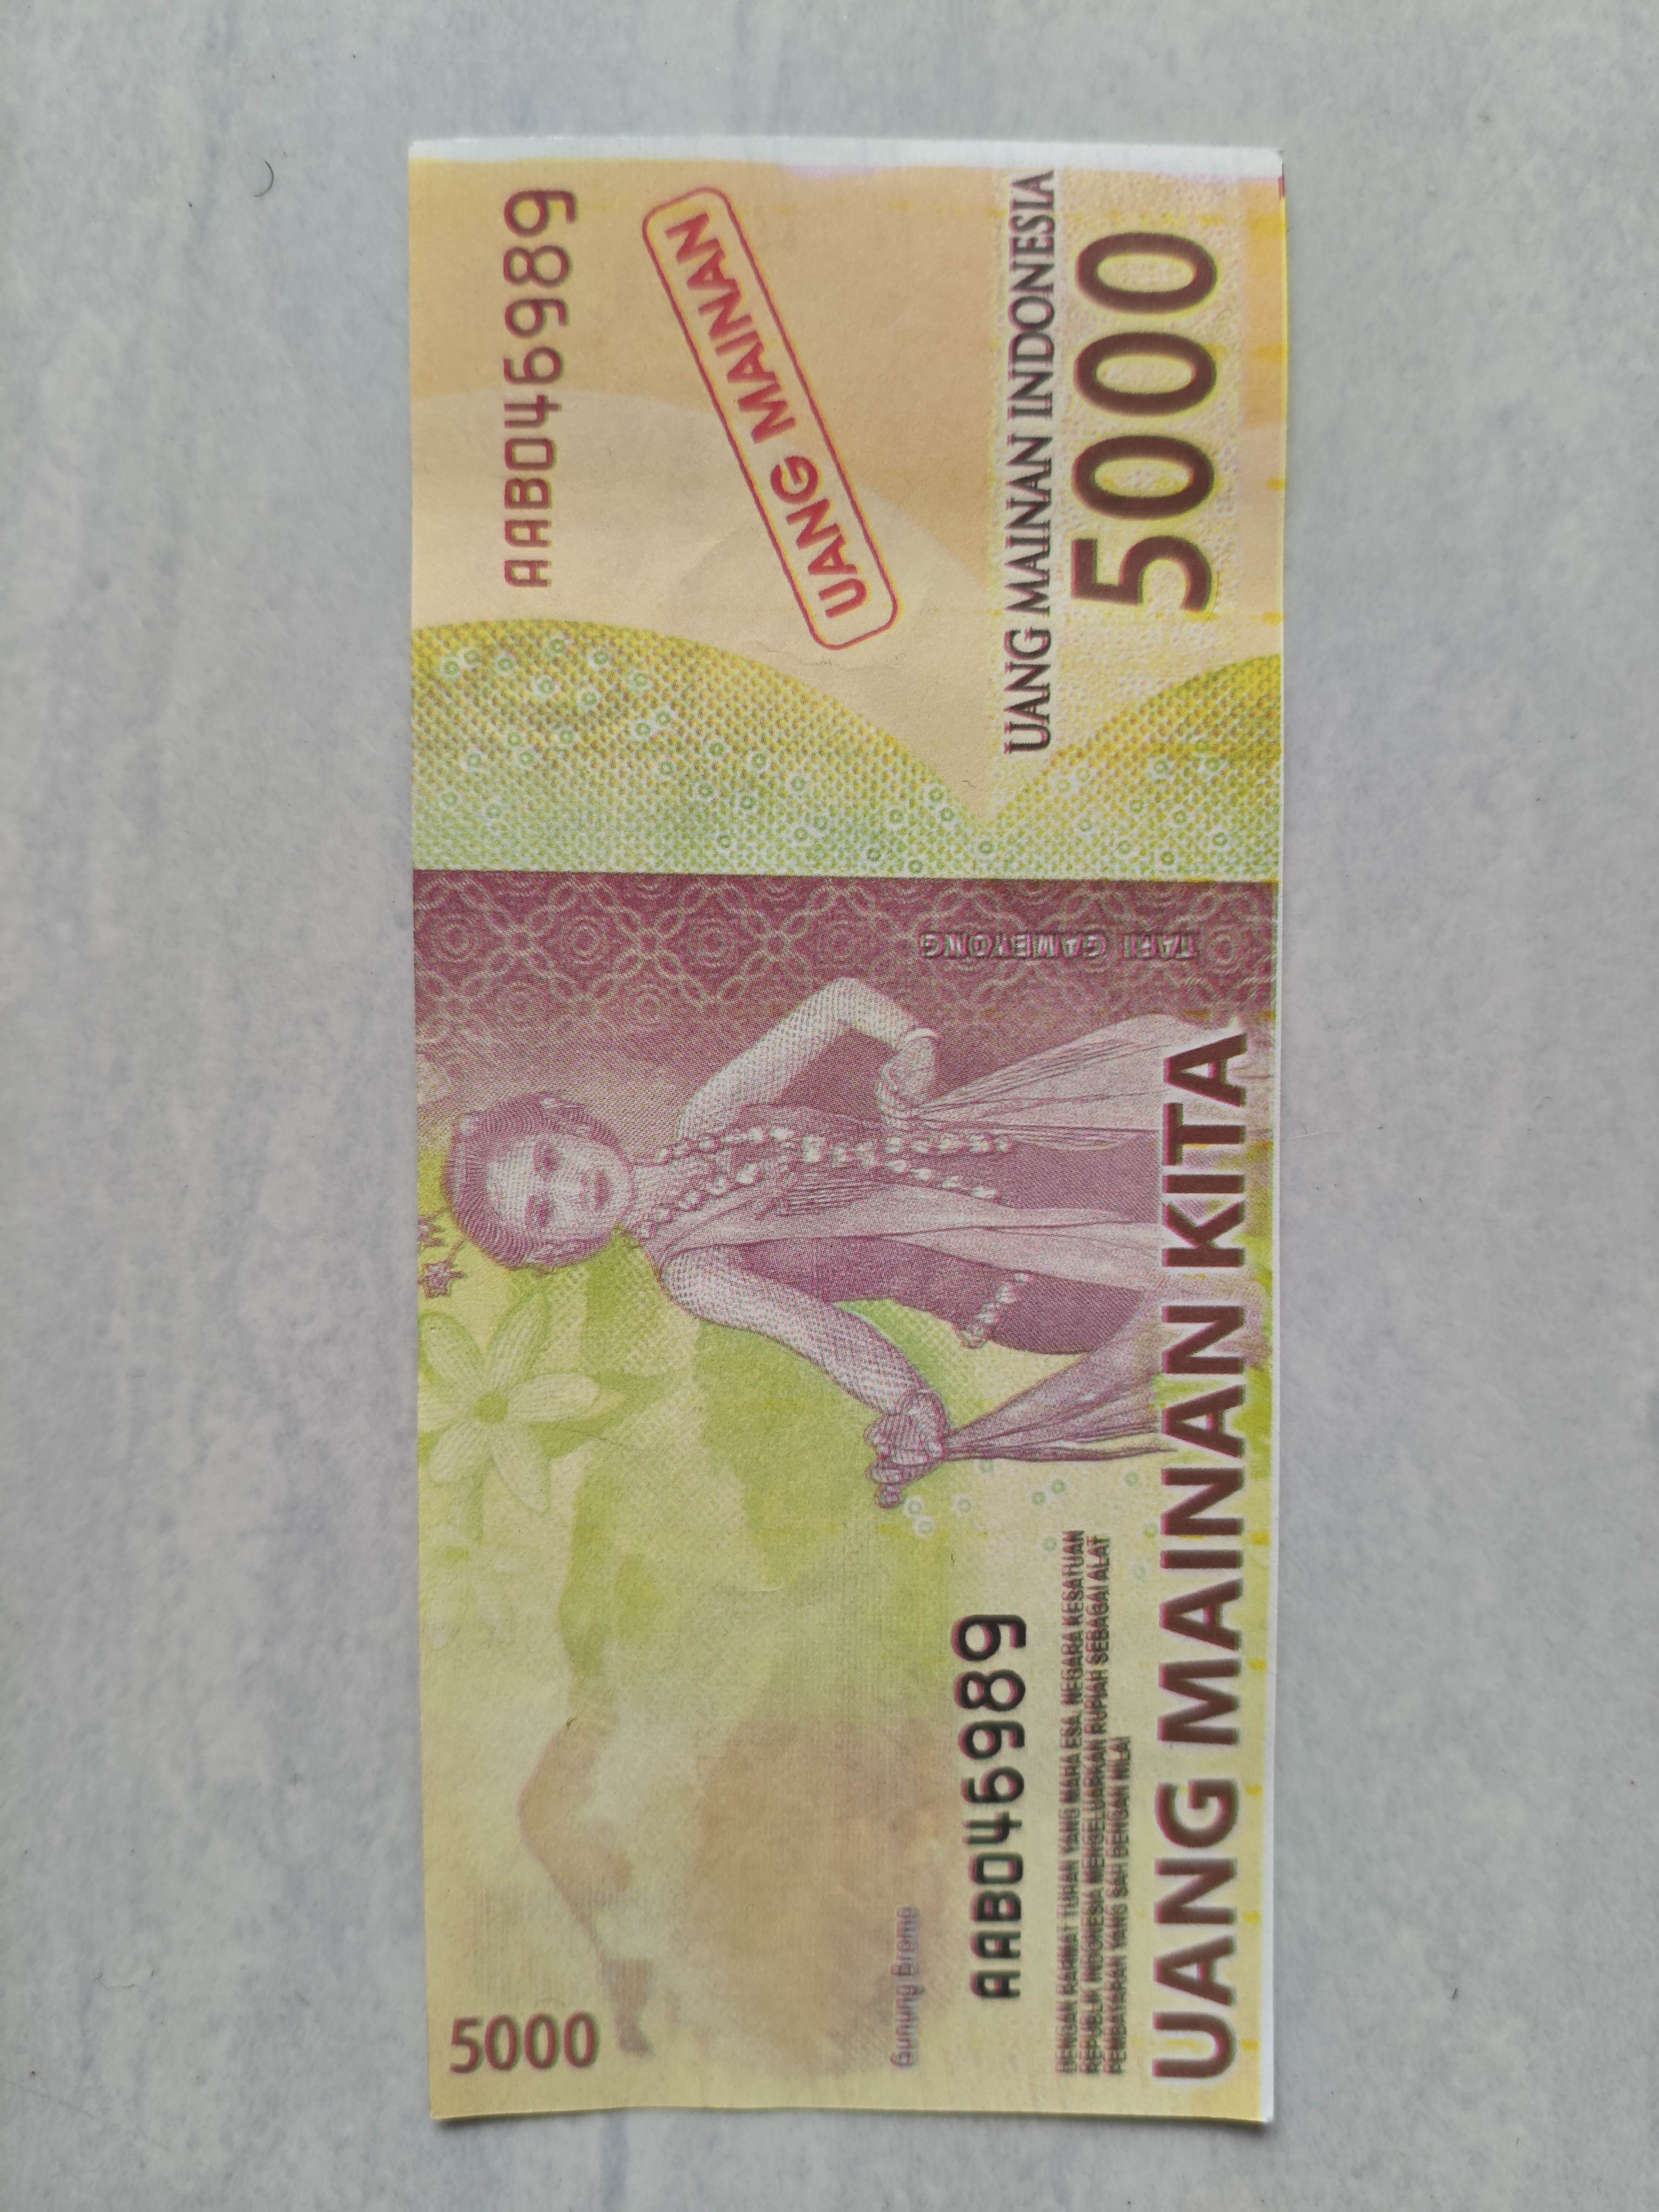 5000
Gunung Bromo
AAB046989
DENGAN RAHMAT TUHAN YANG MAHA ESA, NEGARA KESATUAN
REPUBLIK INDONESIA MENGELUARKAN RUPIAH SEBAGAI ALAT
PEMBAYARAN YANG SAH DENGAN NILAI
UANG MAINAN KITA
TARI GAMBYONG
AAB046989
UANG MAINAN
UANG MAINAN INDONESIA
5000